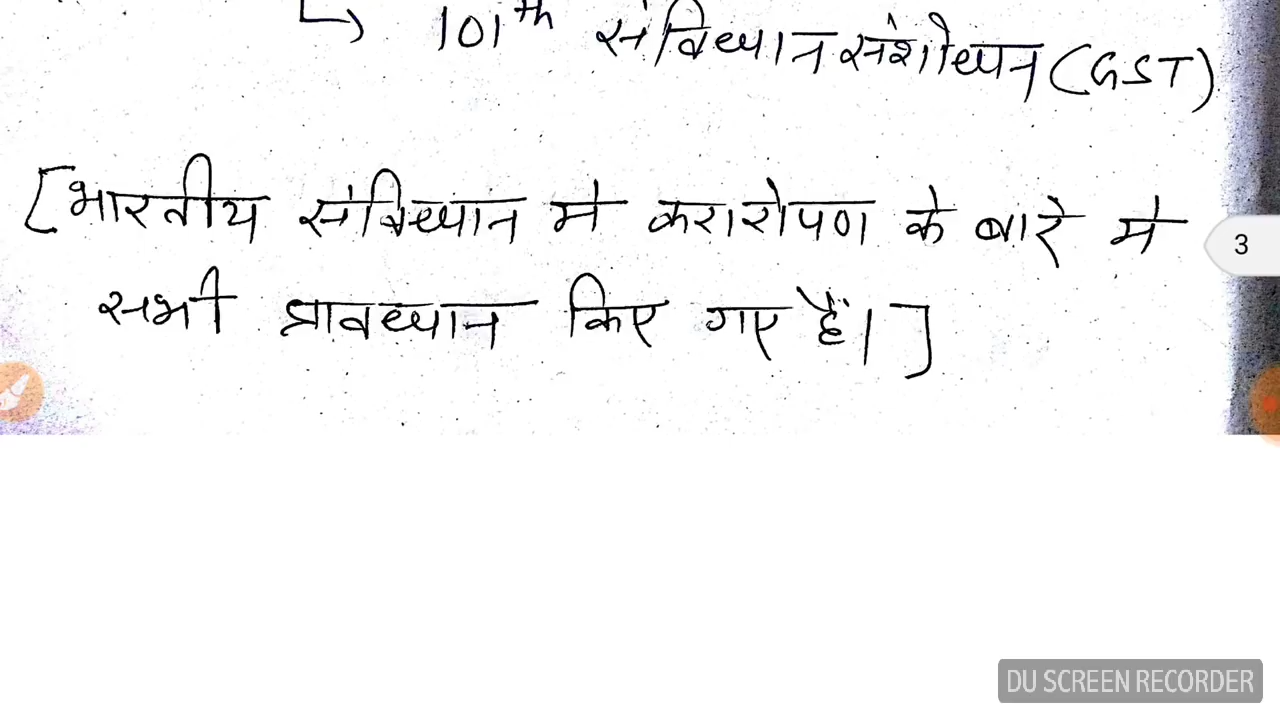 ↳ 101th संविधान संशोधन (GST)
[भारतीय संविधान मे करारोपण के बारे मे
सभी प्रावधान किए गए हैं।]
3
DU SCREEN RECORDER